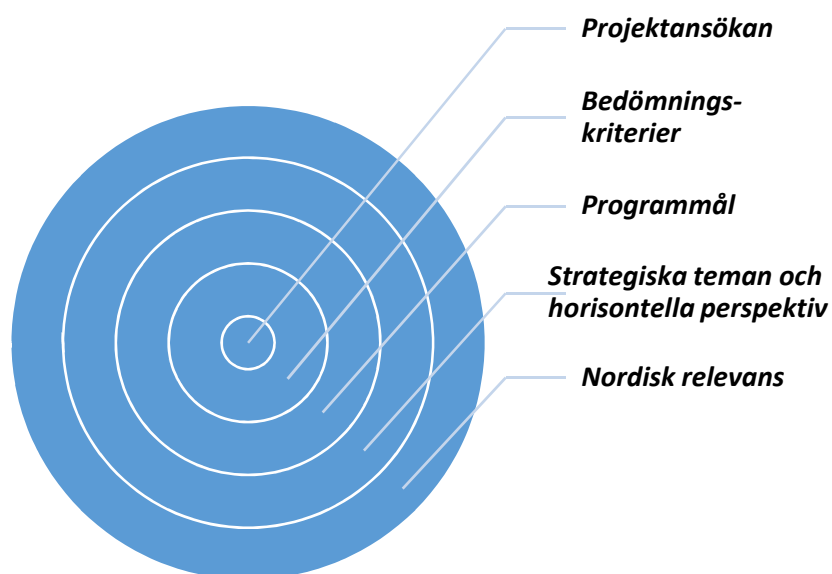 Projektansökan
Bedömnings-
kriterier
Programmål
Strategiska teman och
horisontella perspektiv
Nordisk relevans